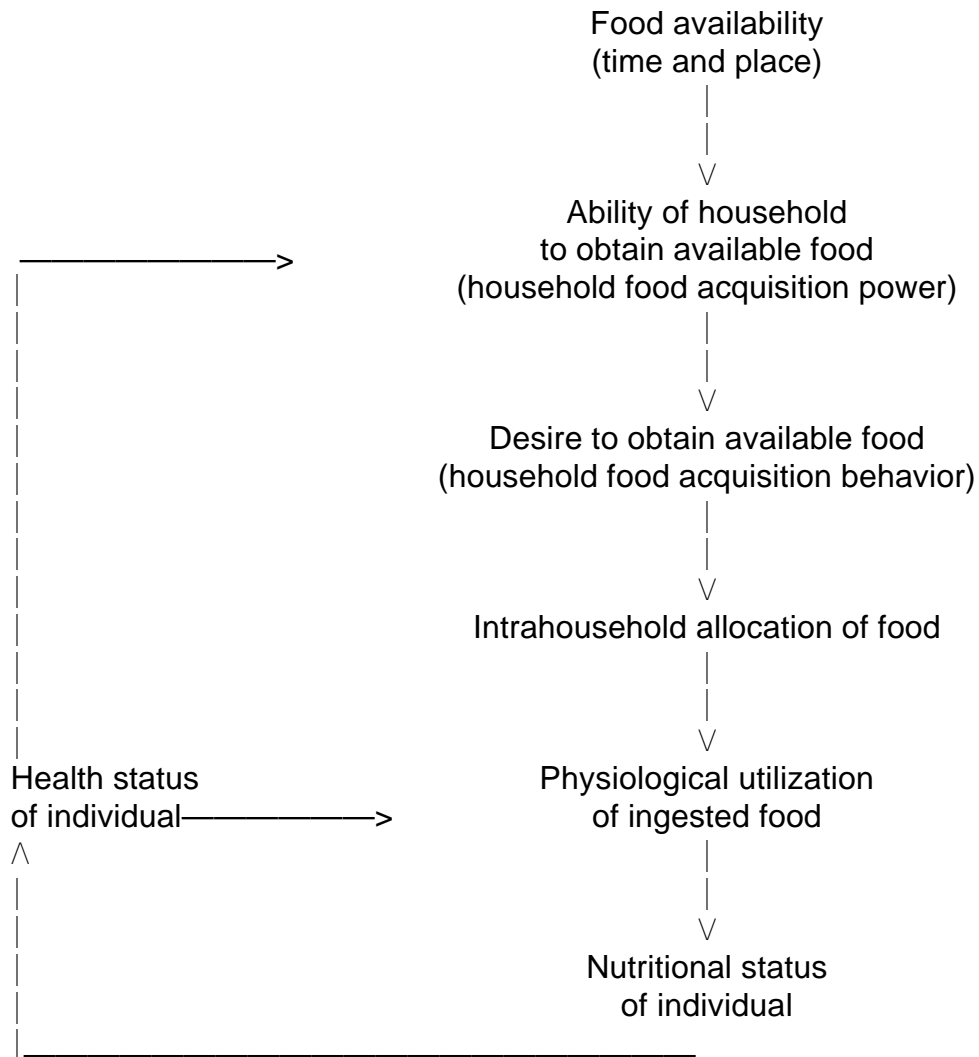 Food availability
(time and place)
Ability of household
to obtain available food
(household food acquisition power)
Desire to obtain available food
(household food acquisition behavior)
Intrahousehold allocation of food
Health status
of individual
Physiological utilization
of ingested food
Nutritional status
of individual